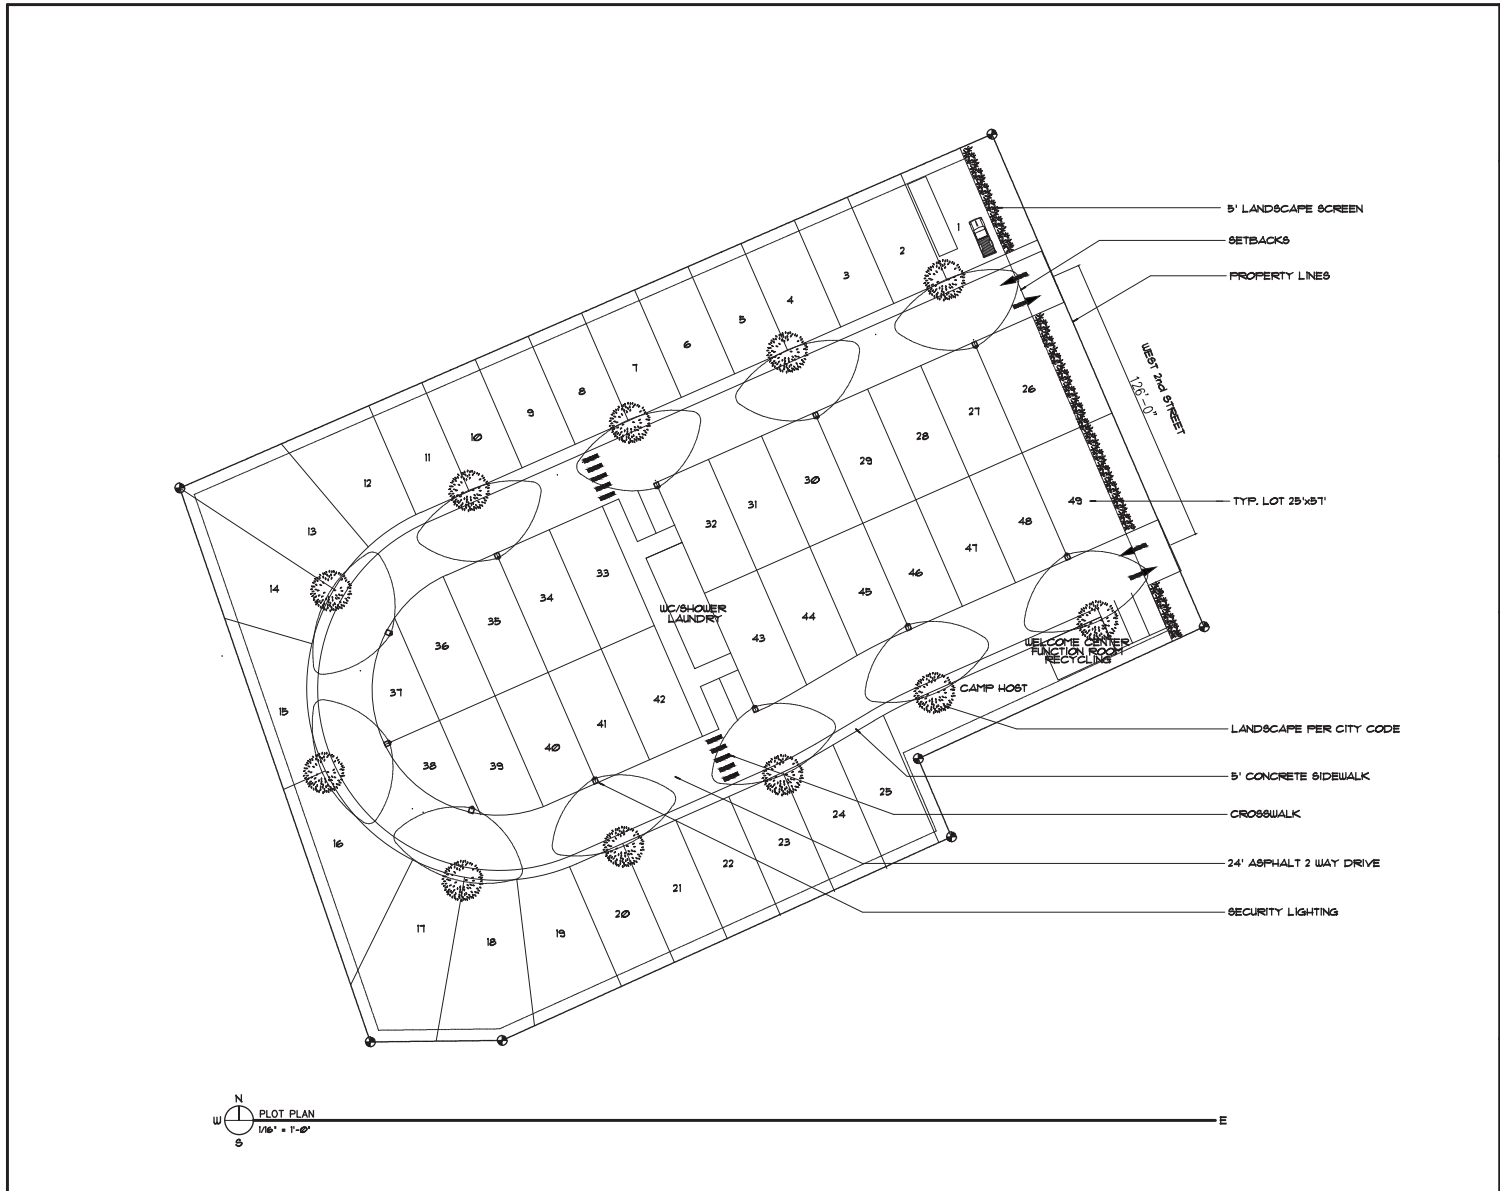 5' LANDSCAPE SCREEN
SETBACKS
PROPERTY LINES
WEST 2nd STREET
126'-0"
1
2
3
4
5
6
7
8
9
10
11
12
13
14
15
16
17
18
19
20
21
22
23
24
25
26
27
28
29
30
31
32
33
34
35
36
37
38
39
40
41
42
43
44
45
46
47
48
49
TYP. LOT 25'x57'
WC/SHOWER
LAUNDRY
WELCOME CENTER
FUNCTION ROOM
RECYCLING
CAMP HOST
LANDSCAPE PER CITY CODE
5' CONCRETE SIDEWALK
CROSSWALK
24' ASPHALT 2 WAY DRIVE
SECURITY LIGHTING
N
W
S
E
PLOT PLAN
1/16" = 1'-0"